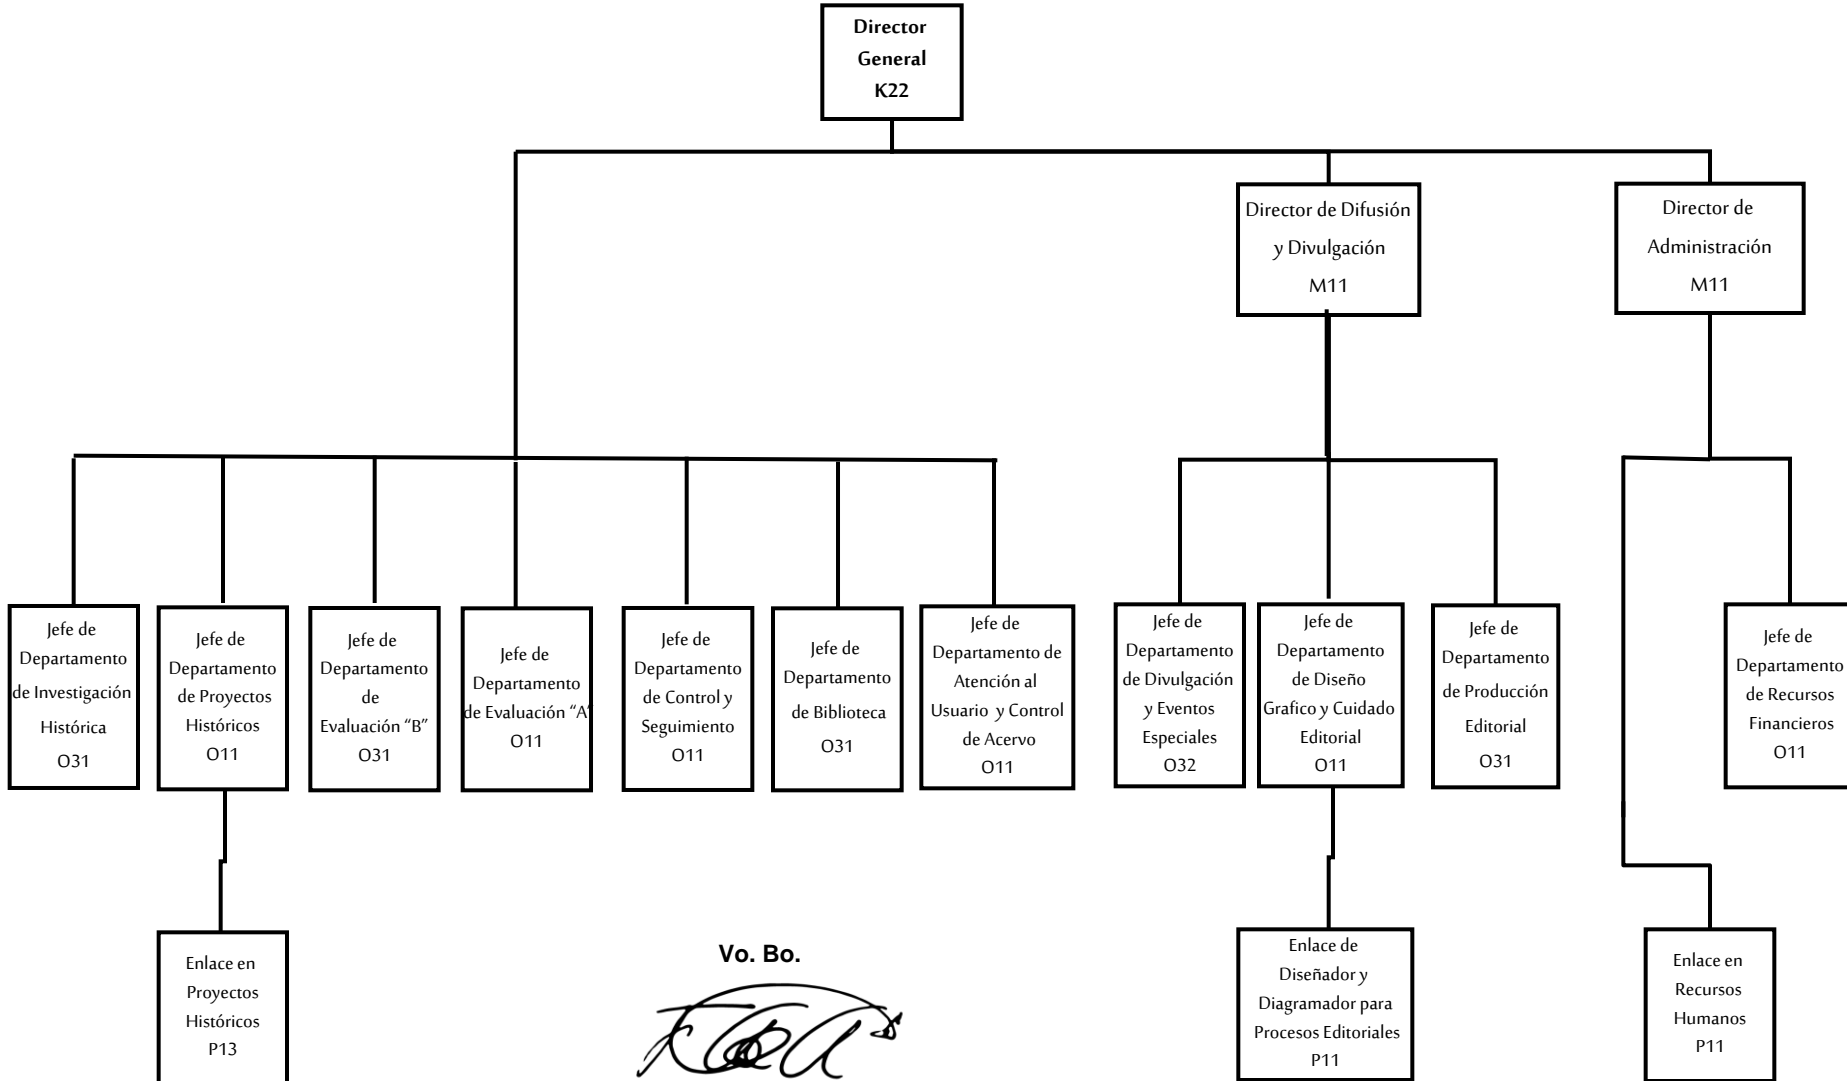 Director
General
K22
Director de Difusión
y Divulgación
M11
Director de
Administración
M11
Jefe de
Departamento
de Investigación
Histórica
O31
Jefe de
Departamento
de Proyectos
Históricos
O11
Jefe de
Departamento
de
Evaluación “B”
O31
Jefe de
Departamento
de Evaluación “A”
O11
Jefe de
Departamento
de Control y
Seguimiento
O11
Jefe de
Departamento
de Biblioteca
O31
Jefe de
Departamento de
Atención al
Usuario y Control
de Acervo
O11
Jefe de
Departamento
de Divulgación
y Eventos
Especiales
O32
Jefe de
Departamento
de Diseño
Grafico y Cuidado
Editorial
O11
Jefe de
Departamento
de Producción
Editorial
O31
Jefe de
Departamento
de Recursos
Financieros
O11
Enlace en
Proyectos
Históricos
P13
Vo. Bo.
Enlace de
Diseñador y
Diagramador para
Procesos Editoriales
P11
Enlace en
Recursos
Humanos
P11